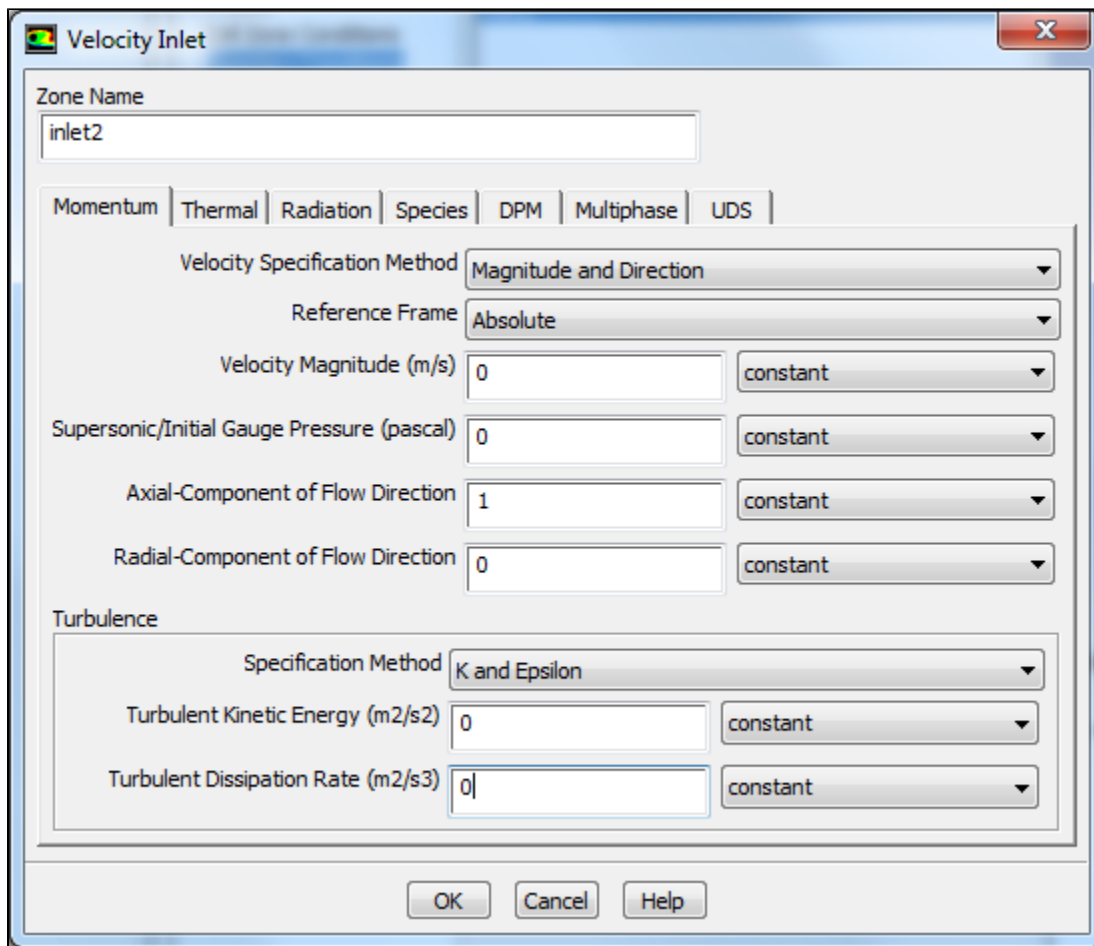 Velocity Inlet
Zone Name
inlet2
Momentum Thermal Radiation Species DPM Multiphase UDS
Velocity Specification Method Magnitude and Direction
Reference Frame Absolute
Velocity Magnitude (m/s) 0 constant
Supersonic/Initial Gauge Pressure (pascal) 0 constant
Axial-Component of Flow Direction 1 constant
Radial-Component of Flow Direction 0 constant
Turbulence
Specification Method K and Epsilon
Turbulent Kinetic Energy (m2/s2) 0 constant
Turbulent Dissipation Rate (m2/s3) 0 constant
OK Cancel Help